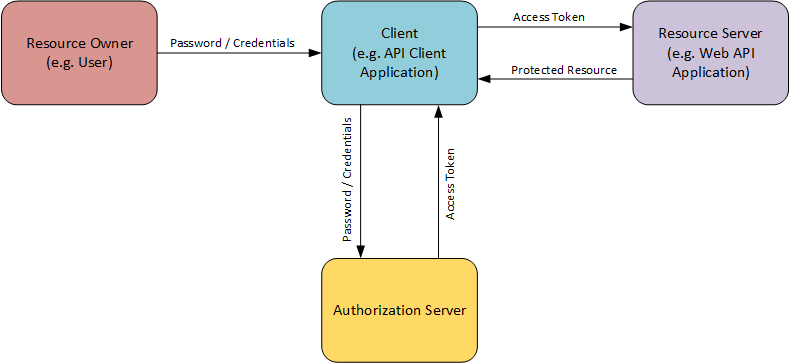 Resource Owner
(e.g. User)
Password / Credentials
Client
(e.g. API Client
Application)
Access Token
Protected Resource
Resource Server
(e.g. Web API
Application)
Password / Credentials
Access Token
Authorization Server